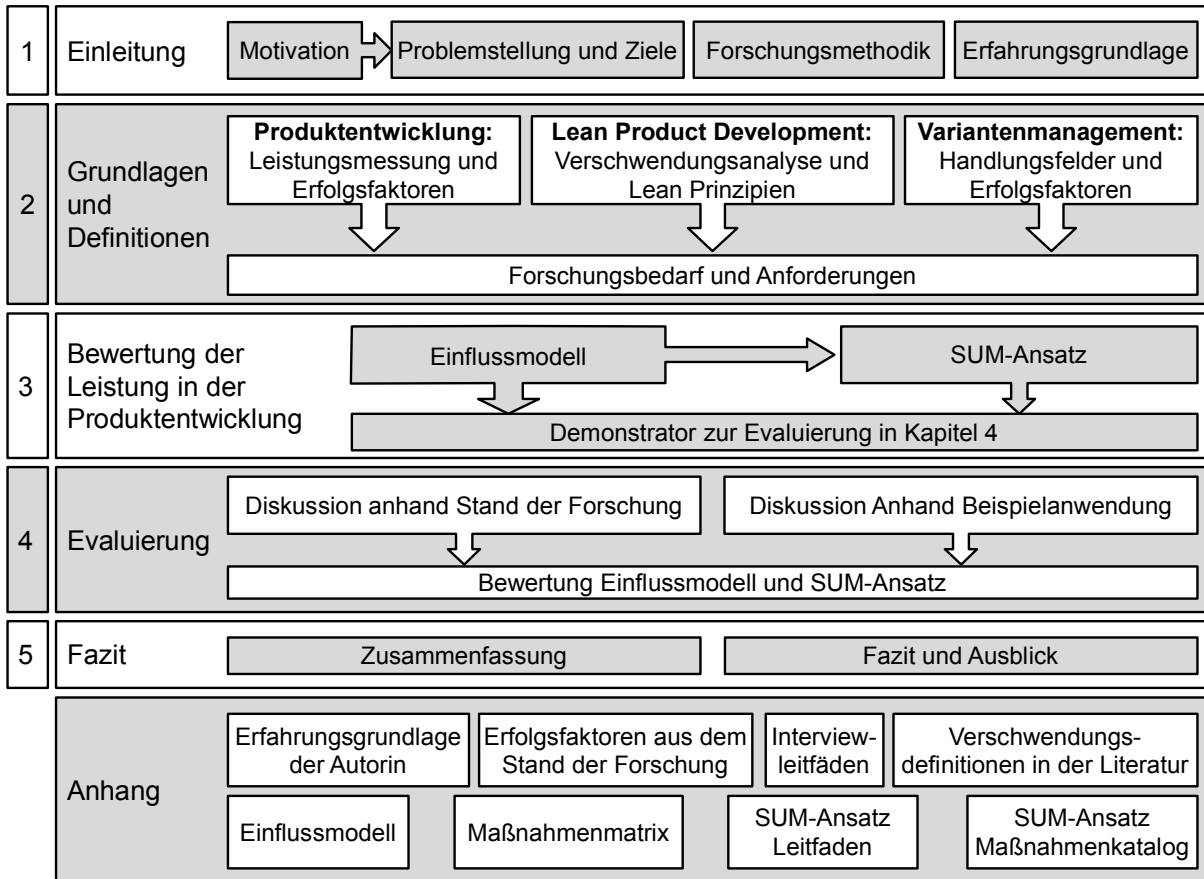 1
Einleitung
Motivation
Problemstellung und Ziele
Forschungsmethodik
Erfahrungsgrundlage
2
Grundlagen
und
Definitionen
Produktentwicklung:
Leistungsmessung und
Erfolgsfaktoren
Lean Product Development:
Verschwendungsanalyse und
Lean Prinzipien
Variantenmanagement:
Handlungsfelder und
Erfolgsfaktoren
Forschungsbedarf und Anforderungen
3
Bewertung der
Leistung in der
Produktentwicklung
Einflussmodell
SUM-Ansatz
Demonstrator zur Evaluierung in Kapitel 4
4
Evaluierung
Diskussion anhand Stand der Forschung
Diskussion Anhand Beispielanwendung
Bewertung Einflussmodell und SUM-Ansatz
5
Fazit
Zusammenfassung
Fazit und Ausblick
Anhang
Erfahrungsgrundlage
der Autorin
Erfolgsfaktoren aus dem
Stand der Forschung
Interview-
leitfäden
Verschwendungs-
definitionen in der Literatur
Einflussmodell
Maßnahmenmatrix
SUM-Ansatz
Leitfaden
SUM-Ansatz
Maßnahmenkatalog